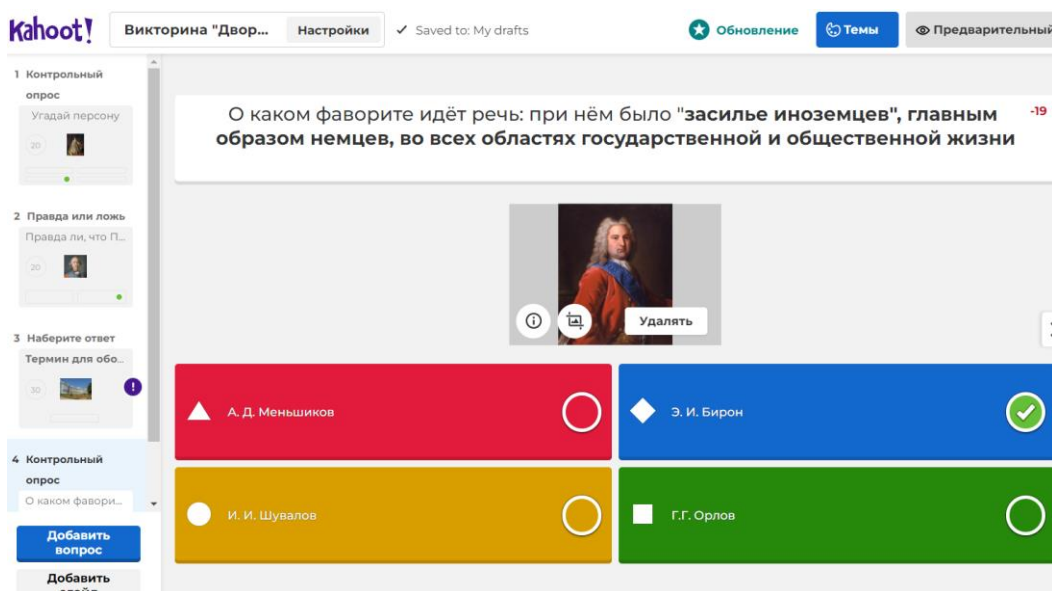 Kahoot!
Викторина "Двор...
Настройки
Saved to: My drafts
Обновление
Темы
Предварительный
1 Контрольный
опрос
Угадай персону
20
2 Правда или ложь
Правда ли, что П...
20
3 Наберите ответ
Термин для обо...
30
4 Контрольный
опрос
О каком фавори...
Добавить
вопрос
Добавить
О каком фаворите идёт речь: при нём было "засилье иноземцев", главным
образом немцев, во всех областях государственной и общественной жизни
-19
Удалять
А. Д. Меньшиков
Э. И. Бирон
И. И. Шувалов
Г.Г. Орлов